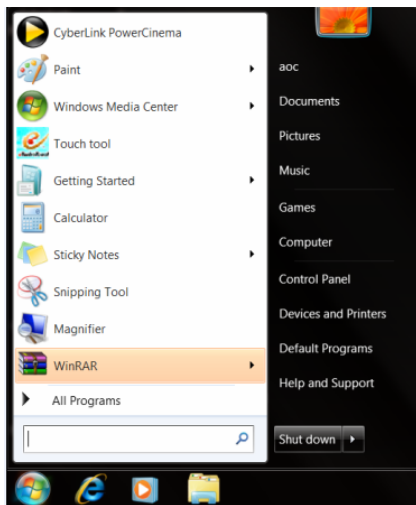 CyberLink PowerCinema
Paint
Windows Media Center
Touch tool
Getting Started
Calculator
Sticky Notes
Snipping Tool
Magnifier
WinRAR
All Programs
aoc
Documents
Pictures
Music
Games
Computer
Control Panel
Devices and Printers
Default Programs
Help and Support
Shut down